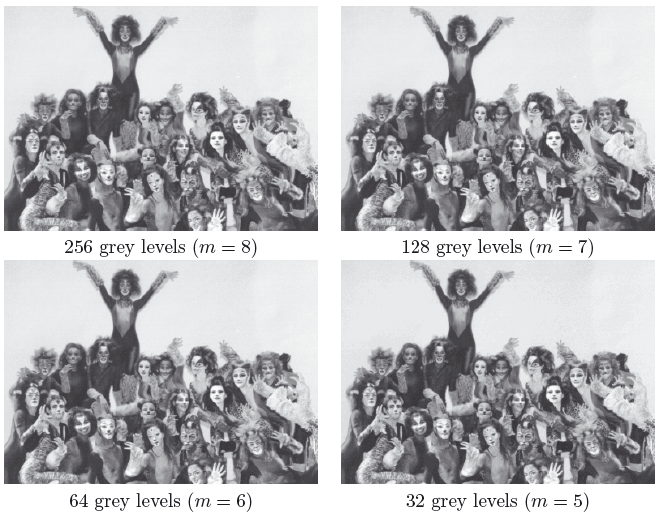 256 grey levels (m = 8)
128 grey levels (m = 7)
64 grey levels (m = 6)
32 grey levels (m = 5)